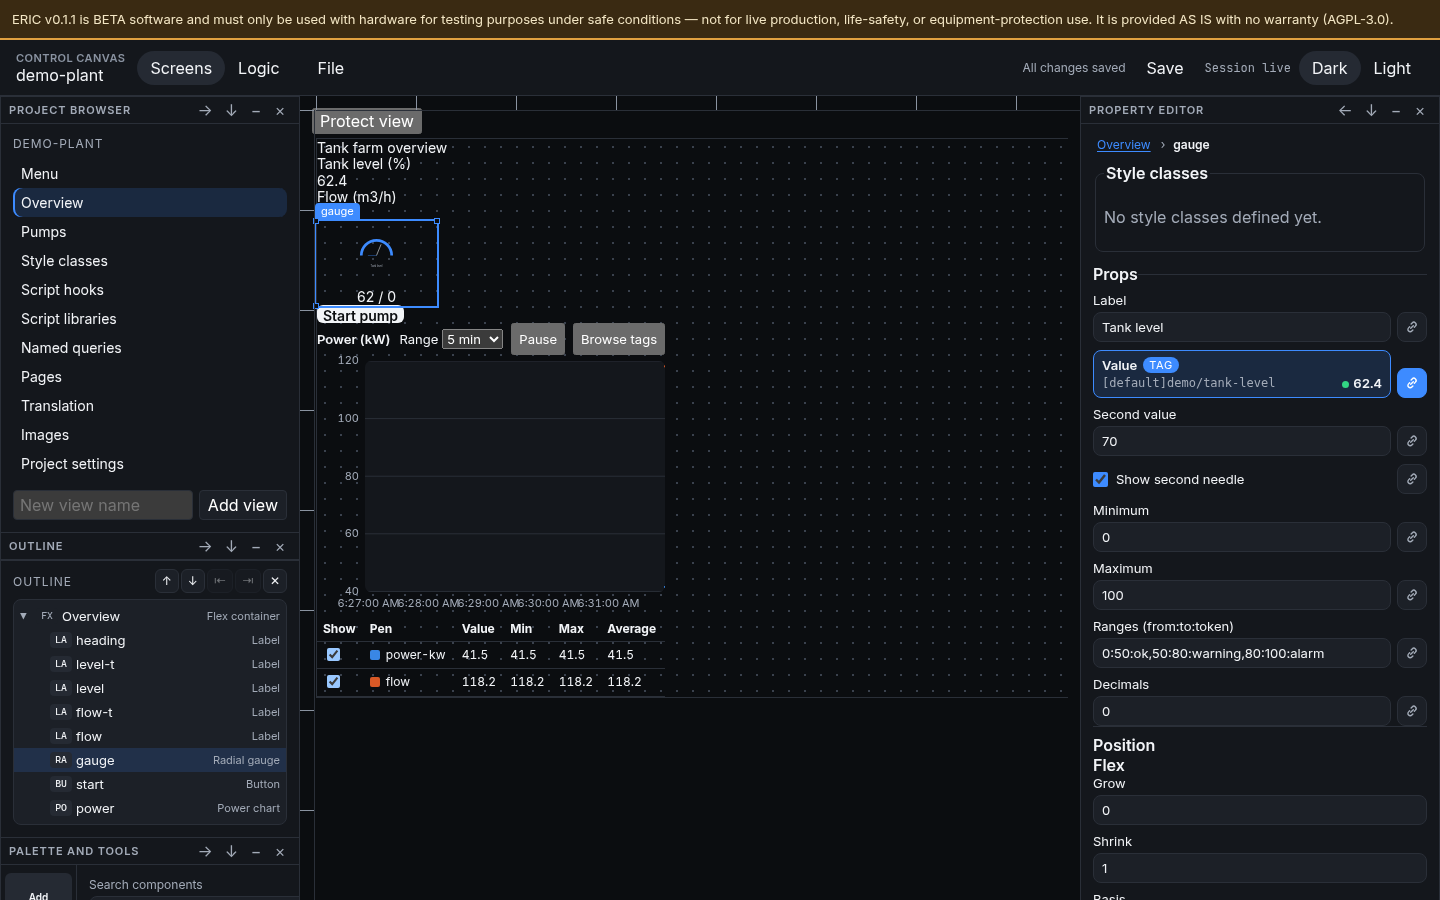 ERIC v0.1.1 is BETA software and must only be used with hardware for testing purposes under safe conditions — not for live production, life-safety, or equipment-protection use. It is provided AS IS with no warranty (AGPL-3.0).
CONTROL CANVAS
demo-plant
Screens
Logic
File
All changes saved
Save
Session live
Dark
Light
PROJECT BROWSER
DEMO-PLANT
Menu
Overview
Pumps
Style classes
Script hooks
Script libraries
Named queries
Pages
Translation
Images
Project settings
New view name
Add view
OUTLINE
OUTLINE
FX Overview Flex container
LA heading Label
LA level-t Label
LA level Label
LA flow-t Label
LA flow Label
RA gauge Radial gauge
BU start Button
PO power Power chart
PALETTE AND TOOLS
Add
Search components
Protect view
Tank farm overview
Tank level (%)
62.4
Flow (m3/h)
gauge
Tank level
62 / 0
Start pump
Power (kW) Range 5 min Pause Browse tags
120
100
80
60
40
6:27:00 AM 6:28:00 AM 6:29:00 AM 6:30:00 AM 6:31:00 AM
Show Pen Value Min Max Average
power-kw 41.5 41.5 41.5 41.5
flow 118.2 118.2 118.2 118.2
PROPERTY EDITOR
Overview › gauge
Style classes
No style classes defined yet.
Props
Label
Tank level
Value TAG
[default]demo/tank-level 62.4
Second value
70
Show second needle
Minimum
0
Maximum
100
Ranges (from:to:token)
0:50:ok,50:80:warning,80:100:alarm
Decimals
0
Position
Flex
Grow
0
Shrink
1
Basis